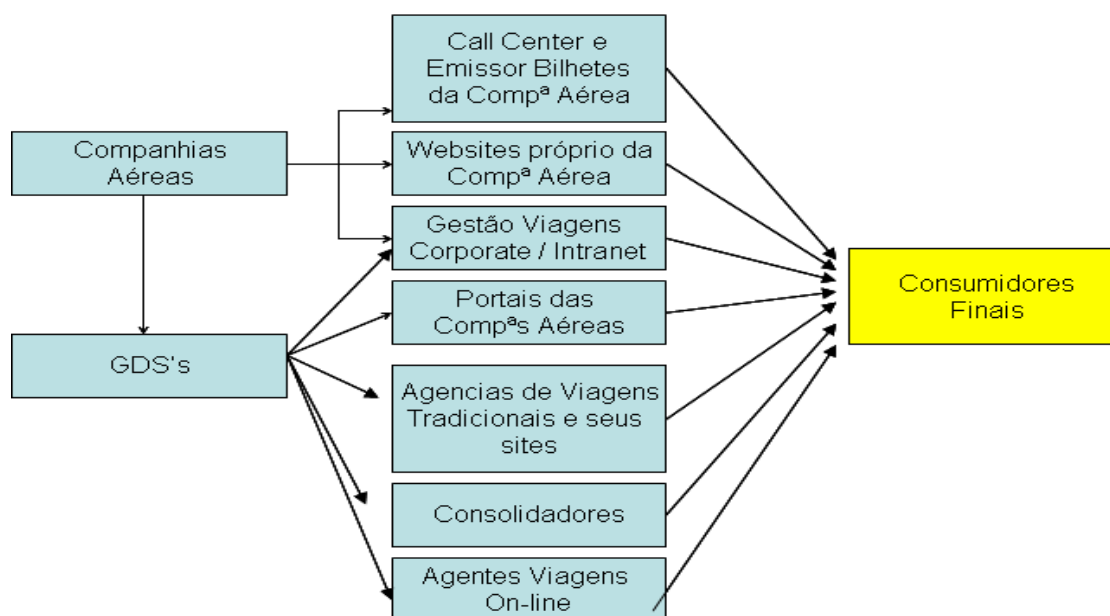 Call Center e
Emissor Bilhetes
da Compª Aérea
Companhias
Aéreas
Websites próprio da
Compª Aérea
Gestão Viagens
Corporate / Intranet
Consumidores
Finais
Portais das
Compªs Aéreas
GDS's
Agencias de Viagens
Tradicionais e seus
sites
Consolidadores
Agentes Viagens
On-line